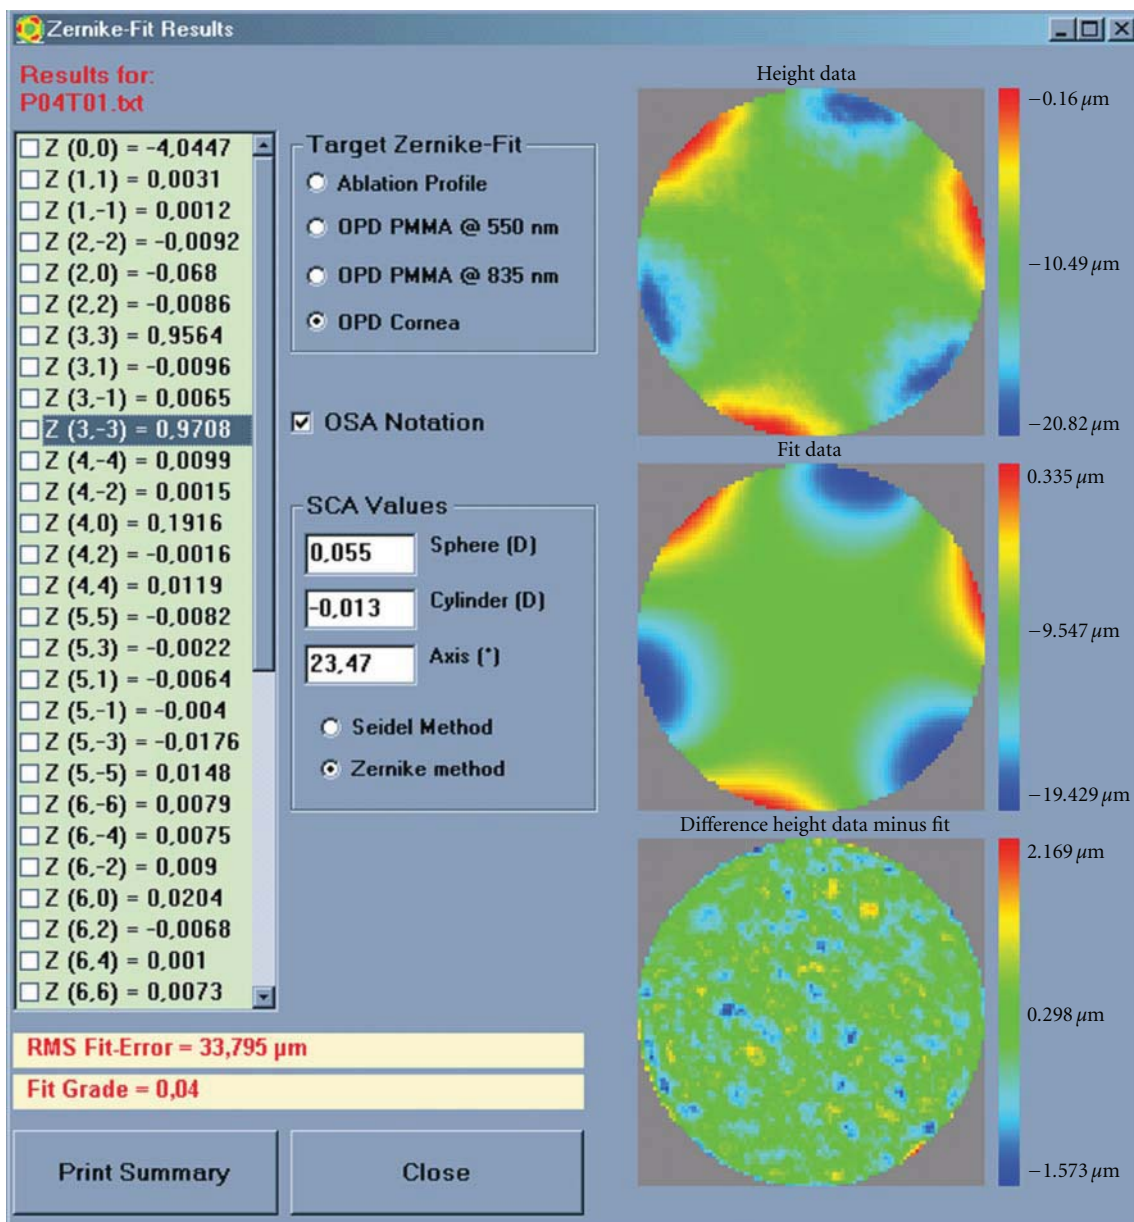 Zernike-Fit Results
Results for:
P04T01.txt
Z (0,0) = -4,0447
Z (1,1) = 0,0031
Z (1,-1) = 0,0012
Z (2,-2) = -0,0092
Z (2,0) = -0,068
Z (2,2) = -0,0086
Z (3,3) = 0,9564
Z (3,1) = -0,0096
Z (3,-1) = 0,0065
Z (3,-3) = 0,9708
Z (4,-4) = 0,0099
Z (4,-2) = 0,0015
Z (4,0) = 0,1916
Z (4,2) = -0,0016
Z (4,4) = 0,0119
Z (5,5) = -0,0082
Z (5,3) = -0,0022
Z (5,1) = -0,0064
Z (5,-1) = -0,004
Z (5,-3) = -0,0176
Z (5,-5) = 0,0148
Z (6,-6) = 0,0079
Z (6,-4) = 0,0075
Z (6,-2) = 0,009
Z (6,0) = 0,0204
Z (6,2) = -0,0068
Z (6,4) = 0,001
Z (6,6) = 0,0073
Target Zernike-Fit
Ablation Profile
OPD PMMA @ 550 nm
OPD PMMA @ 835 nm
OPD Cornea
OSA Notation
SCA Values
0,055 Sphere (D)
-0,013 Cylinder (D)
23,47 Axis (°)
Seidel Method
Zernike method
RMS Fit-Error = 33,795 µm
Fit Grade = 0,04
Print Summary
Close
Height data
−0.16 µm
−10.49 µm
−20.82 µm
Fit data
0.335 µm
−9.547 µm
−19.429 µm
Difference height data minus fit
2.169 µm
0.298 µm
−1.573 µm